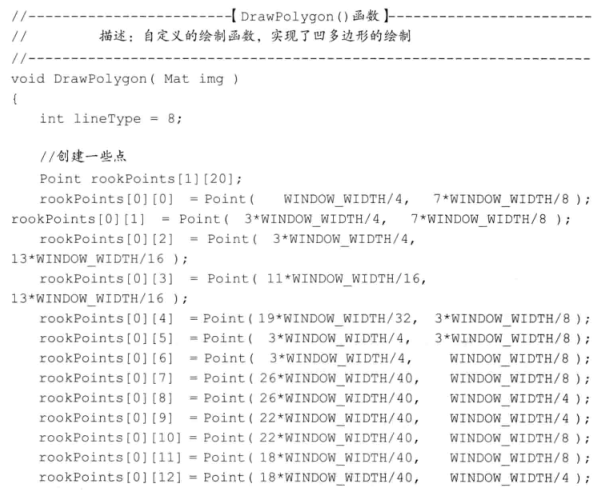 //------------------------【DrawPolygon()函数】------------------------
// 描述：自定义的绘制函数，实现了凹多边形的绘制
//------------------------------------------------------------------
void DrawPolygon( Mat img )
{
int lineType = 8;
//创建一些点
Point rookPoints[1][20];
rookPoints[0][0] = Point( WINDOW_WIDTH/4, 7*WINDOW_WIDTH/8 );
rookPoints[0][1] = Point( 3*WINDOW_WIDTH/4, 7*WINDOW_WIDTH/8 );
rookPoints[0][2] = Point( 3*WINDOW_WIDTH/4,
13*WINDOW_WIDTH/16 );
rookPoints[0][3] = Point( 11*WINDOW_WIDTH/16,
13*WINDOW_WIDTH/16 );
rookPoints[0][4] = Point( 19*WINDOW_WIDTH/32, 3*WINDOW_WIDTH/8 );
rookPoints[0][5] = Point( 3*WINDOW_WIDTH/4, 3*WINDOW_WIDTH/8 );
rookPoints[0][6] = Point( 3*WINDOW_WIDTH/4, WINDOW_WIDTH/8 );
rookPoints[0][7] = Point( 26*WINDOW_WIDTH/40, WINDOW_WIDTH/8 );
rookPoints[0][8] = Point( 26*WINDOW_WIDTH/40, WINDOW_WIDTH/4 );
rookPoints[0][9] = Point( 22*WINDOW_WIDTH/40, WINDOW_WIDTH/4 );
rookPoints[0][10] = Point( 22*WINDOW_WIDTH/40, WINDOW_WIDTH/8 );
rookPoints[0][11] = Point( 18*WINDOW_WIDTH/40, WINDOW_WIDTH/8 );
rookPoints[0][12] = Point( 18*WINDOW_WIDTH/40, WINDOW_WIDTH/4 );